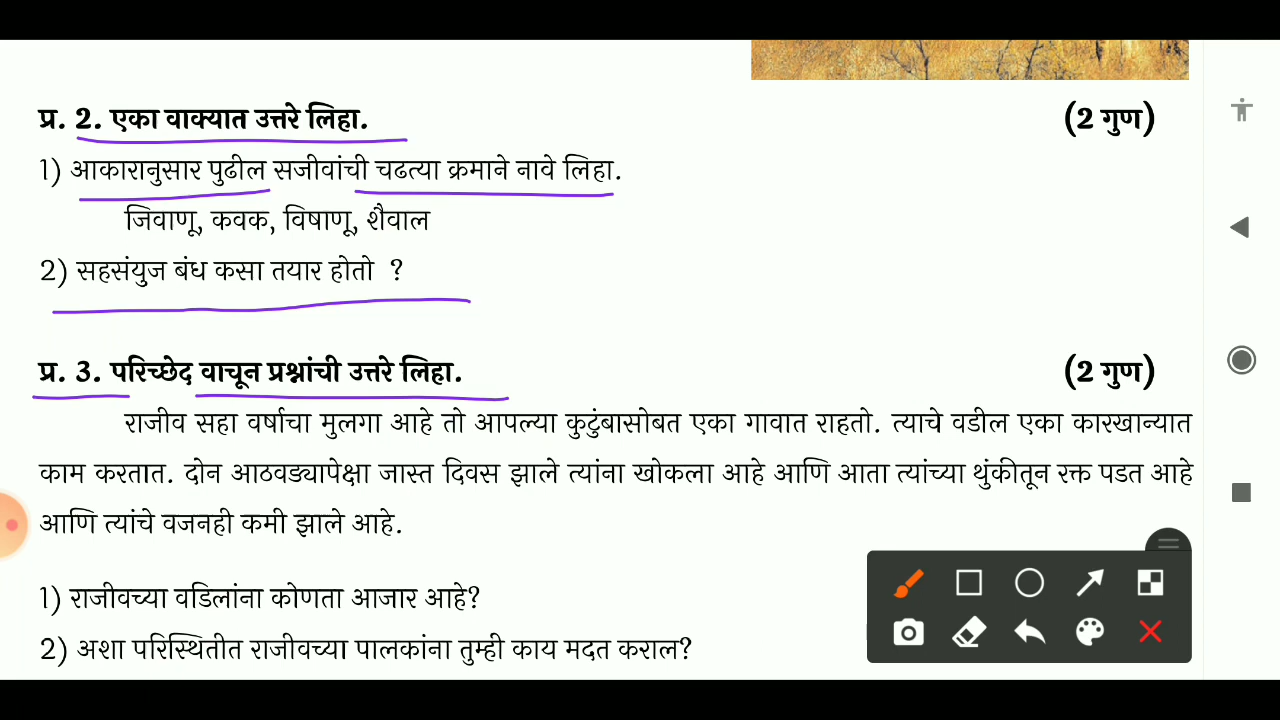 प्र. 2. एका वाक्यात उत्तरे लिहा. (2 गुण)
1) आकारानुसार पुढील सजीवांची चढत्या क्रमाने नावे लिहा.
जिवाणू, कवक, विषाणू, शैवाल
2) सहसंयुज बंध कसा तयार होतो ?
प्र. 3. परिच्छेद वाचून प्रश्नांची उत्तरे लिहा. (2 गुण)
राजीव सहा वर्षाचा मुलगा आहे तो आपल्या कुटुंबासोबत एका गावात राहतो. त्याचे वडील एका कारखान्यात
काम करतात. दोन आठवड्यापेक्षा जास्त दिवस झाले त्यांना खोकला आहे आणि आता त्यांच्या थुंकीतून रक्त पडत आहे
आणि त्यांचे वजनही कमी झाले आहे.
1) राजीवच्या वडिलांना कोणता आजार आहे?
2) अशा परिस्थितीत राजीवच्या पालकांना तुम्ही काय मदत कराल?